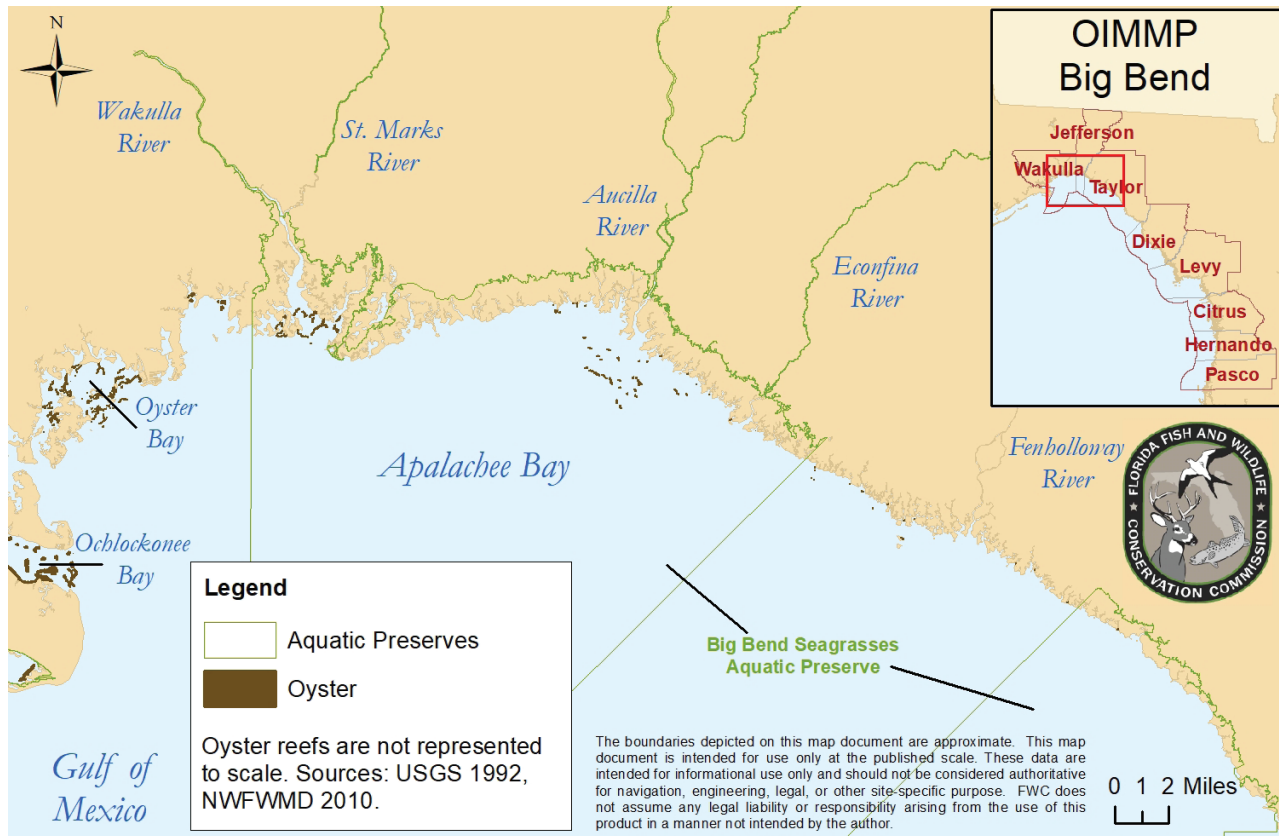 N
Wakulla
River
St. Marks
River
Aucilla
River
Econfina
River
OIMMP
Big Bend
Jefferson
Wakulla
Taylor
Dixie
Levy
Citrus
Hernando
Pasco
Oyster
Bay
Apalachee Bay
Fenholloway
River
FLORIDA FISH AND WILDLIFE
CONSERVATION COMMISSION
Ochlockonee
Bay
Legend
Aquatic Preserves
Oyster
Oyster reefs are not represented
to scale. Sources: USGS 1992,
NWFWMD 2010.
Big Bend Seagrasses
Aquatic Preserve
Gulf of
Mexico
The boundaries depicted on this map document are approximate. This map
document is intended for use only at the published scale. These data are
intended for informational use only and should not be considered authoritative
for navigation, engineering, legal, or other site-specific purpose. FWC does
not assume any legal liability or responsibility arising from the use of this
product in a manner not intended by the author.
0 1 2 Miles